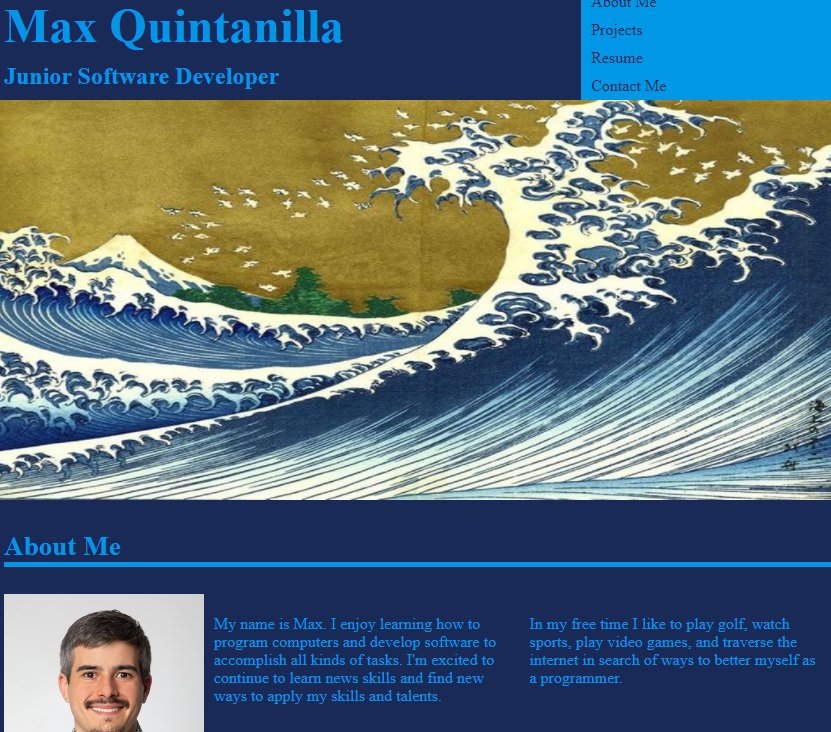 Max Quintanilla
Junior Software Developer
About Me
Projects
Resume
Contact Me
About Me
My name is Max. I enjoy learning how to
program computers and develop software to
accomplish all kinds of tasks. I'm excited to
continue to learn news skills and find new
ways to apply my skills and talents.
In my free time I like to play golf, watch
sports, play video games, and traverse the
internet in search of ways to better myself as
a programmer.